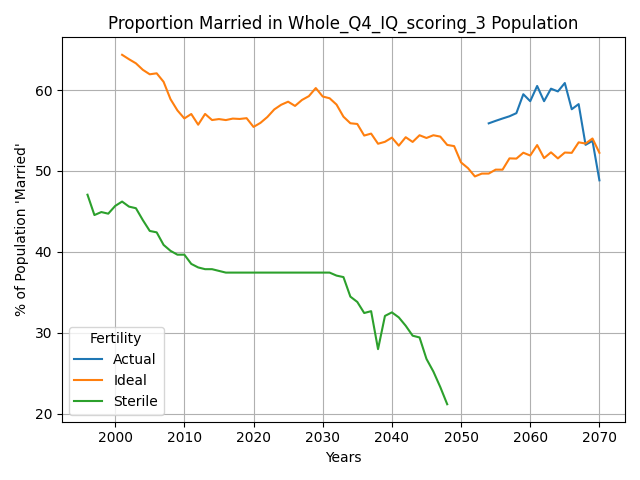 Proportion Married in Whole_Q4_IQ_scoring_3 Population
% of Population 'Married'
60
50
40
30
20
Fertility
Actual
Ideal
Sterile
2000 2010 2020 2030 2040 2050 2060 2070
Years